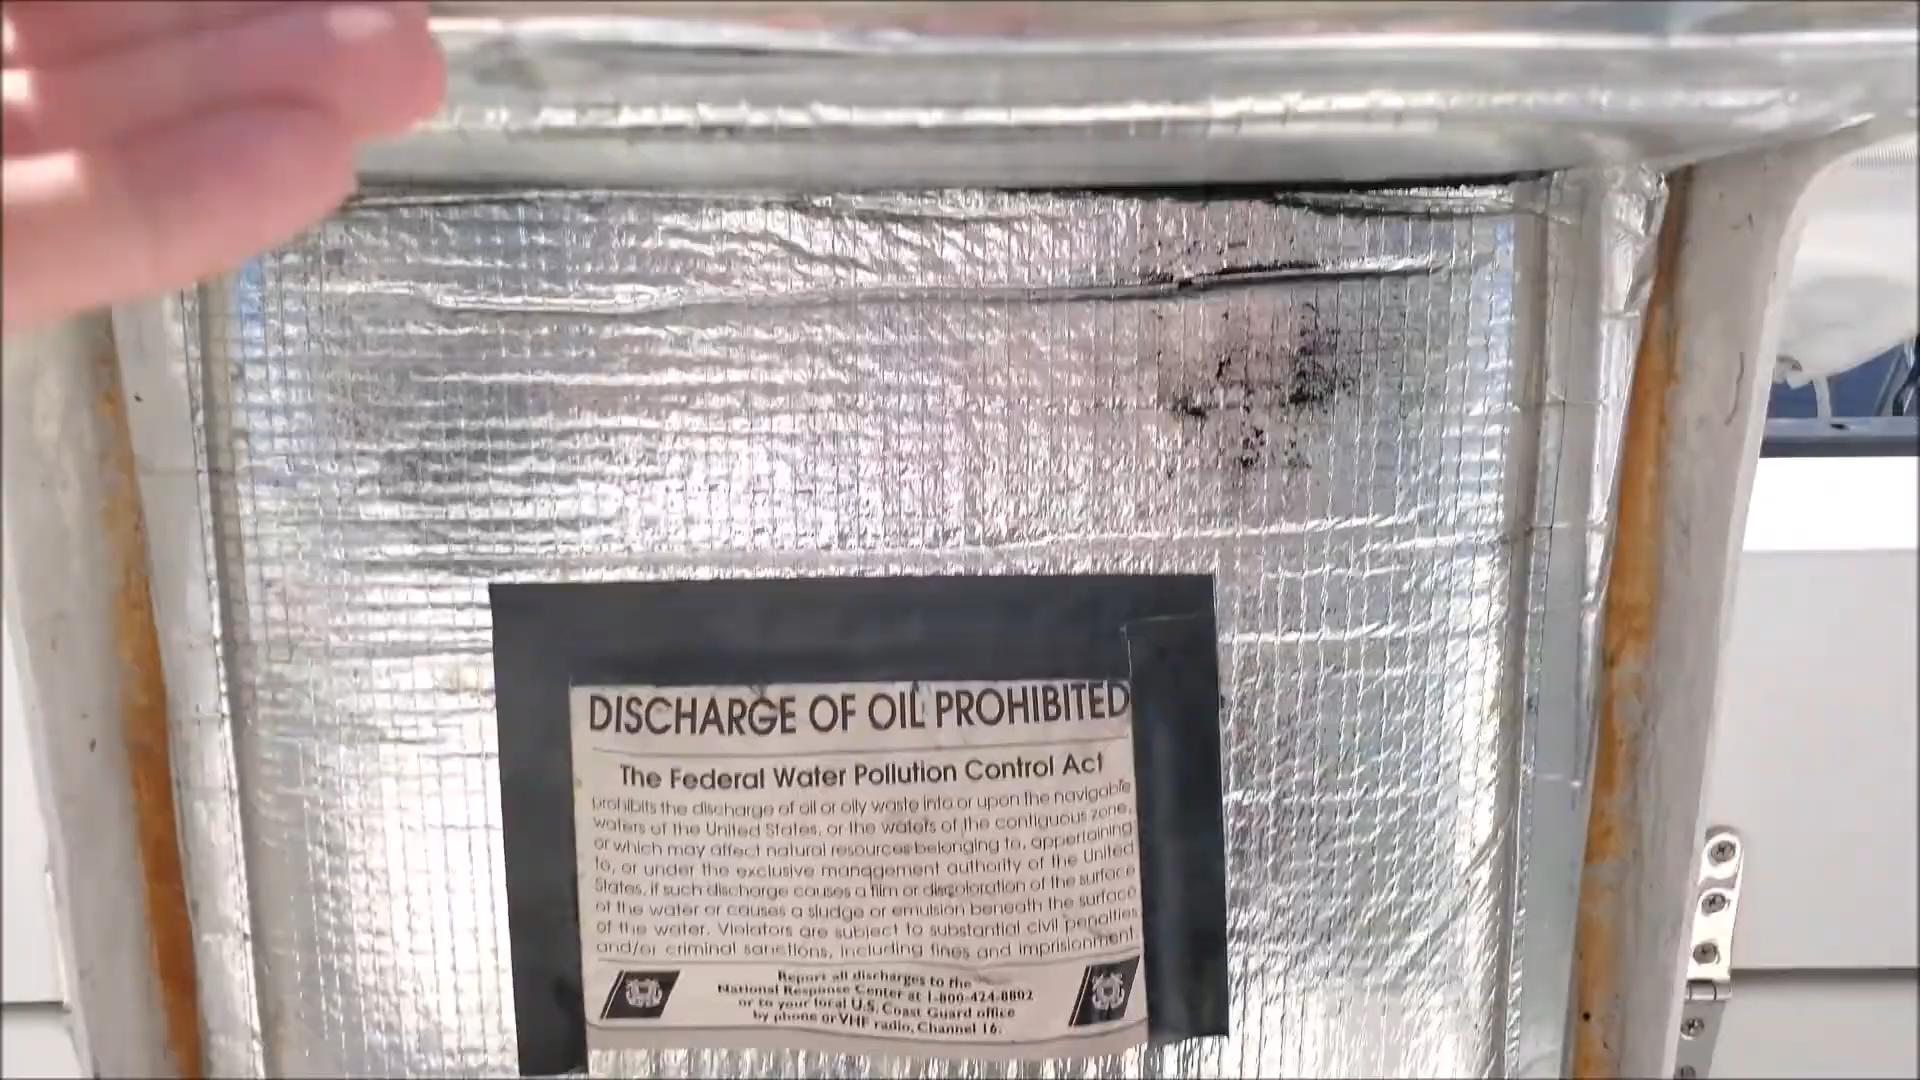 DISCHARGE OF OIL PROHIBITED
The Federal Water Pollution Control Act
prohibits the discharge of oil or oily waste into or upon the navigable
waters of the United States, or the waters of the contiguous zone,
or which may affect natural resources belonging to, appertaining
to, or under the exclusive management authority of the United
States, if such discharge causes a film or discoloration of the surface
of the water or causes a sludge or emulsion beneath the surface
of the water. Violators are subject to substantial civil penalties
and/or criminal sanctions, including fines and imprisionment.
Report all discharges to the
National Response Center at 1-800-424-8802
or to your local U.S. Coast Guard office
by phone or VHF radio, Channel 16.